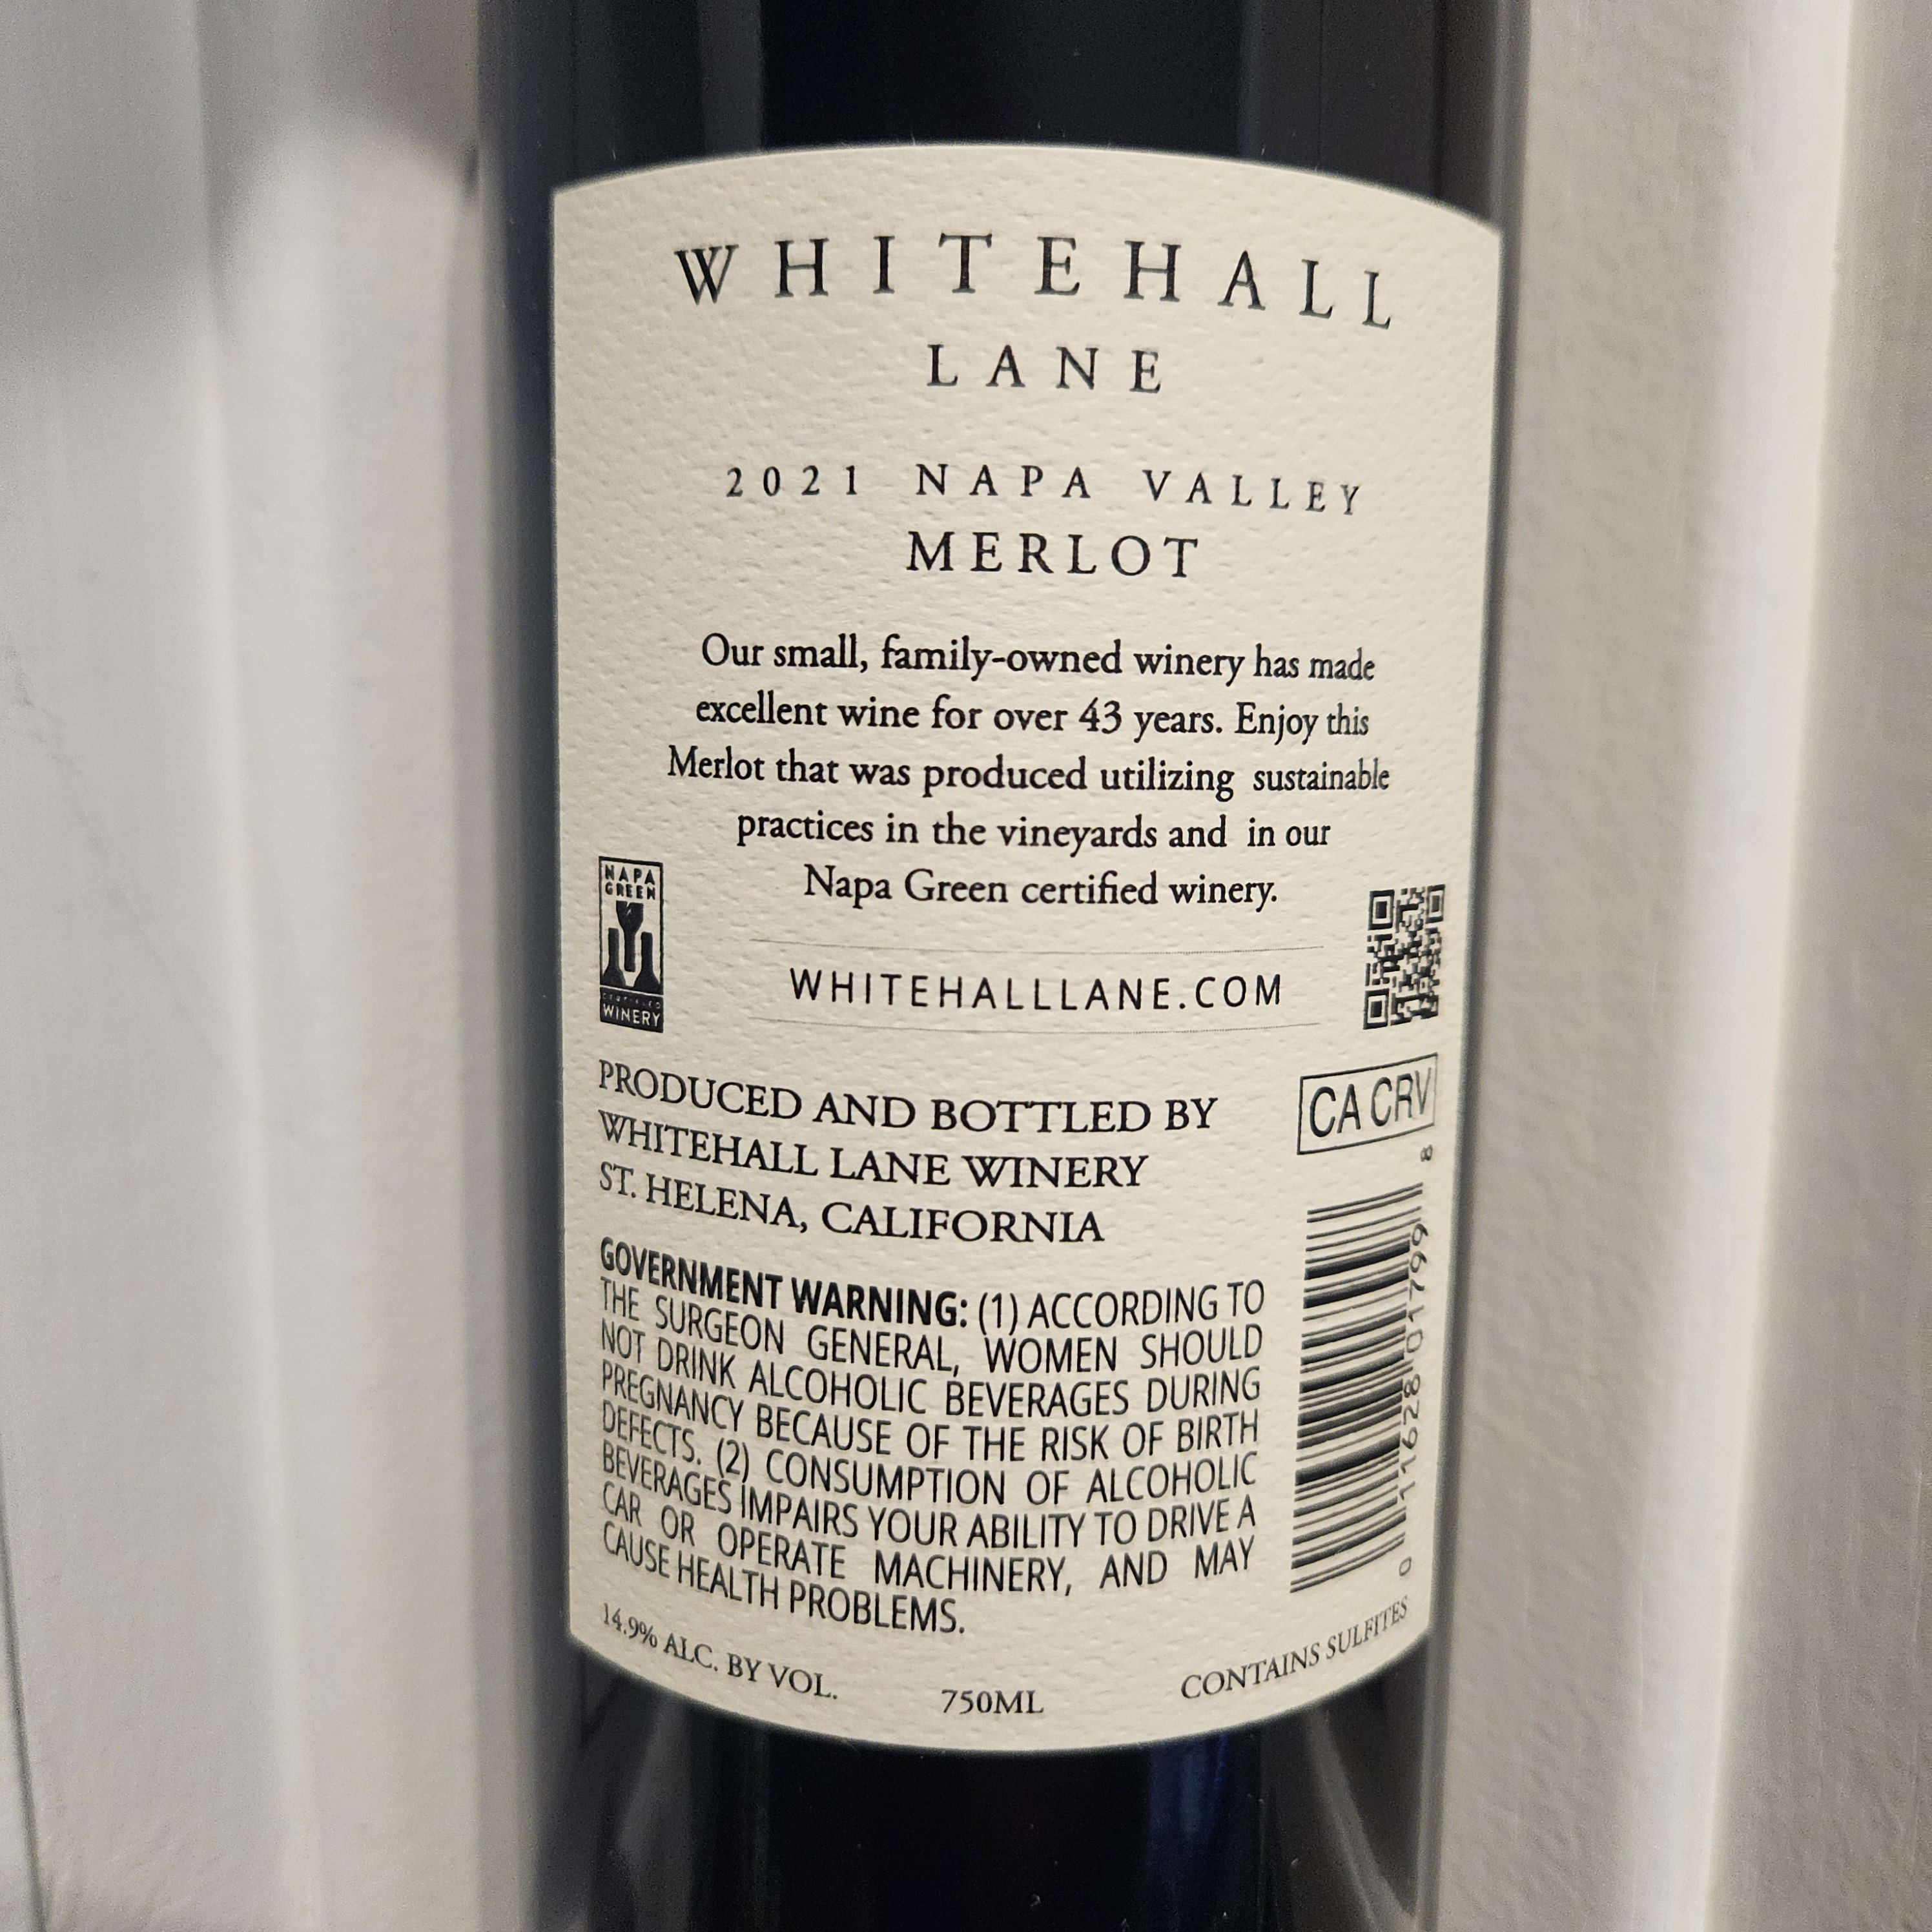 WHITEHALL
LANE
2021 NAPA VALLEY
MERLOT
Our small, family-owned winery has made
excellent wine for over 43 years. Enjoy this
Merlot that was produced utilizing sustainable
practices in the vineyards and in our
Napa Green certified winery.
NAPA
GREEN
CERTIFIED
WINERY
WHITEHALLLANE.COM
PRODUCED AND BOTTLED BY
WHITEHALL LANE WINERY
ST. HELENA, CALIFORNIA
CA CRV
GOVERNMENT WARNING: (1) ACCORDING TO
THE SURGEON GENERAL, WOMEN SHOULD
NOT DRINK ALCOHOLIC BEVERAGES DURING
PREGNANCY BECAUSE OF THE RISK OF BIRTH
DEFECTS. (2) CONSUMPTION OF ALCOHOLIC
BEVERAGES IMPAIRS YOUR ABILITY TO DRIVE A
CAR OR OPERATE MACHINERY, AND MAY
CAUSE HEALTH PROBLEMS.
0 11628 01799 8
14.9% ALC. BY VOL.
750ML
CONTAINS SULFITES